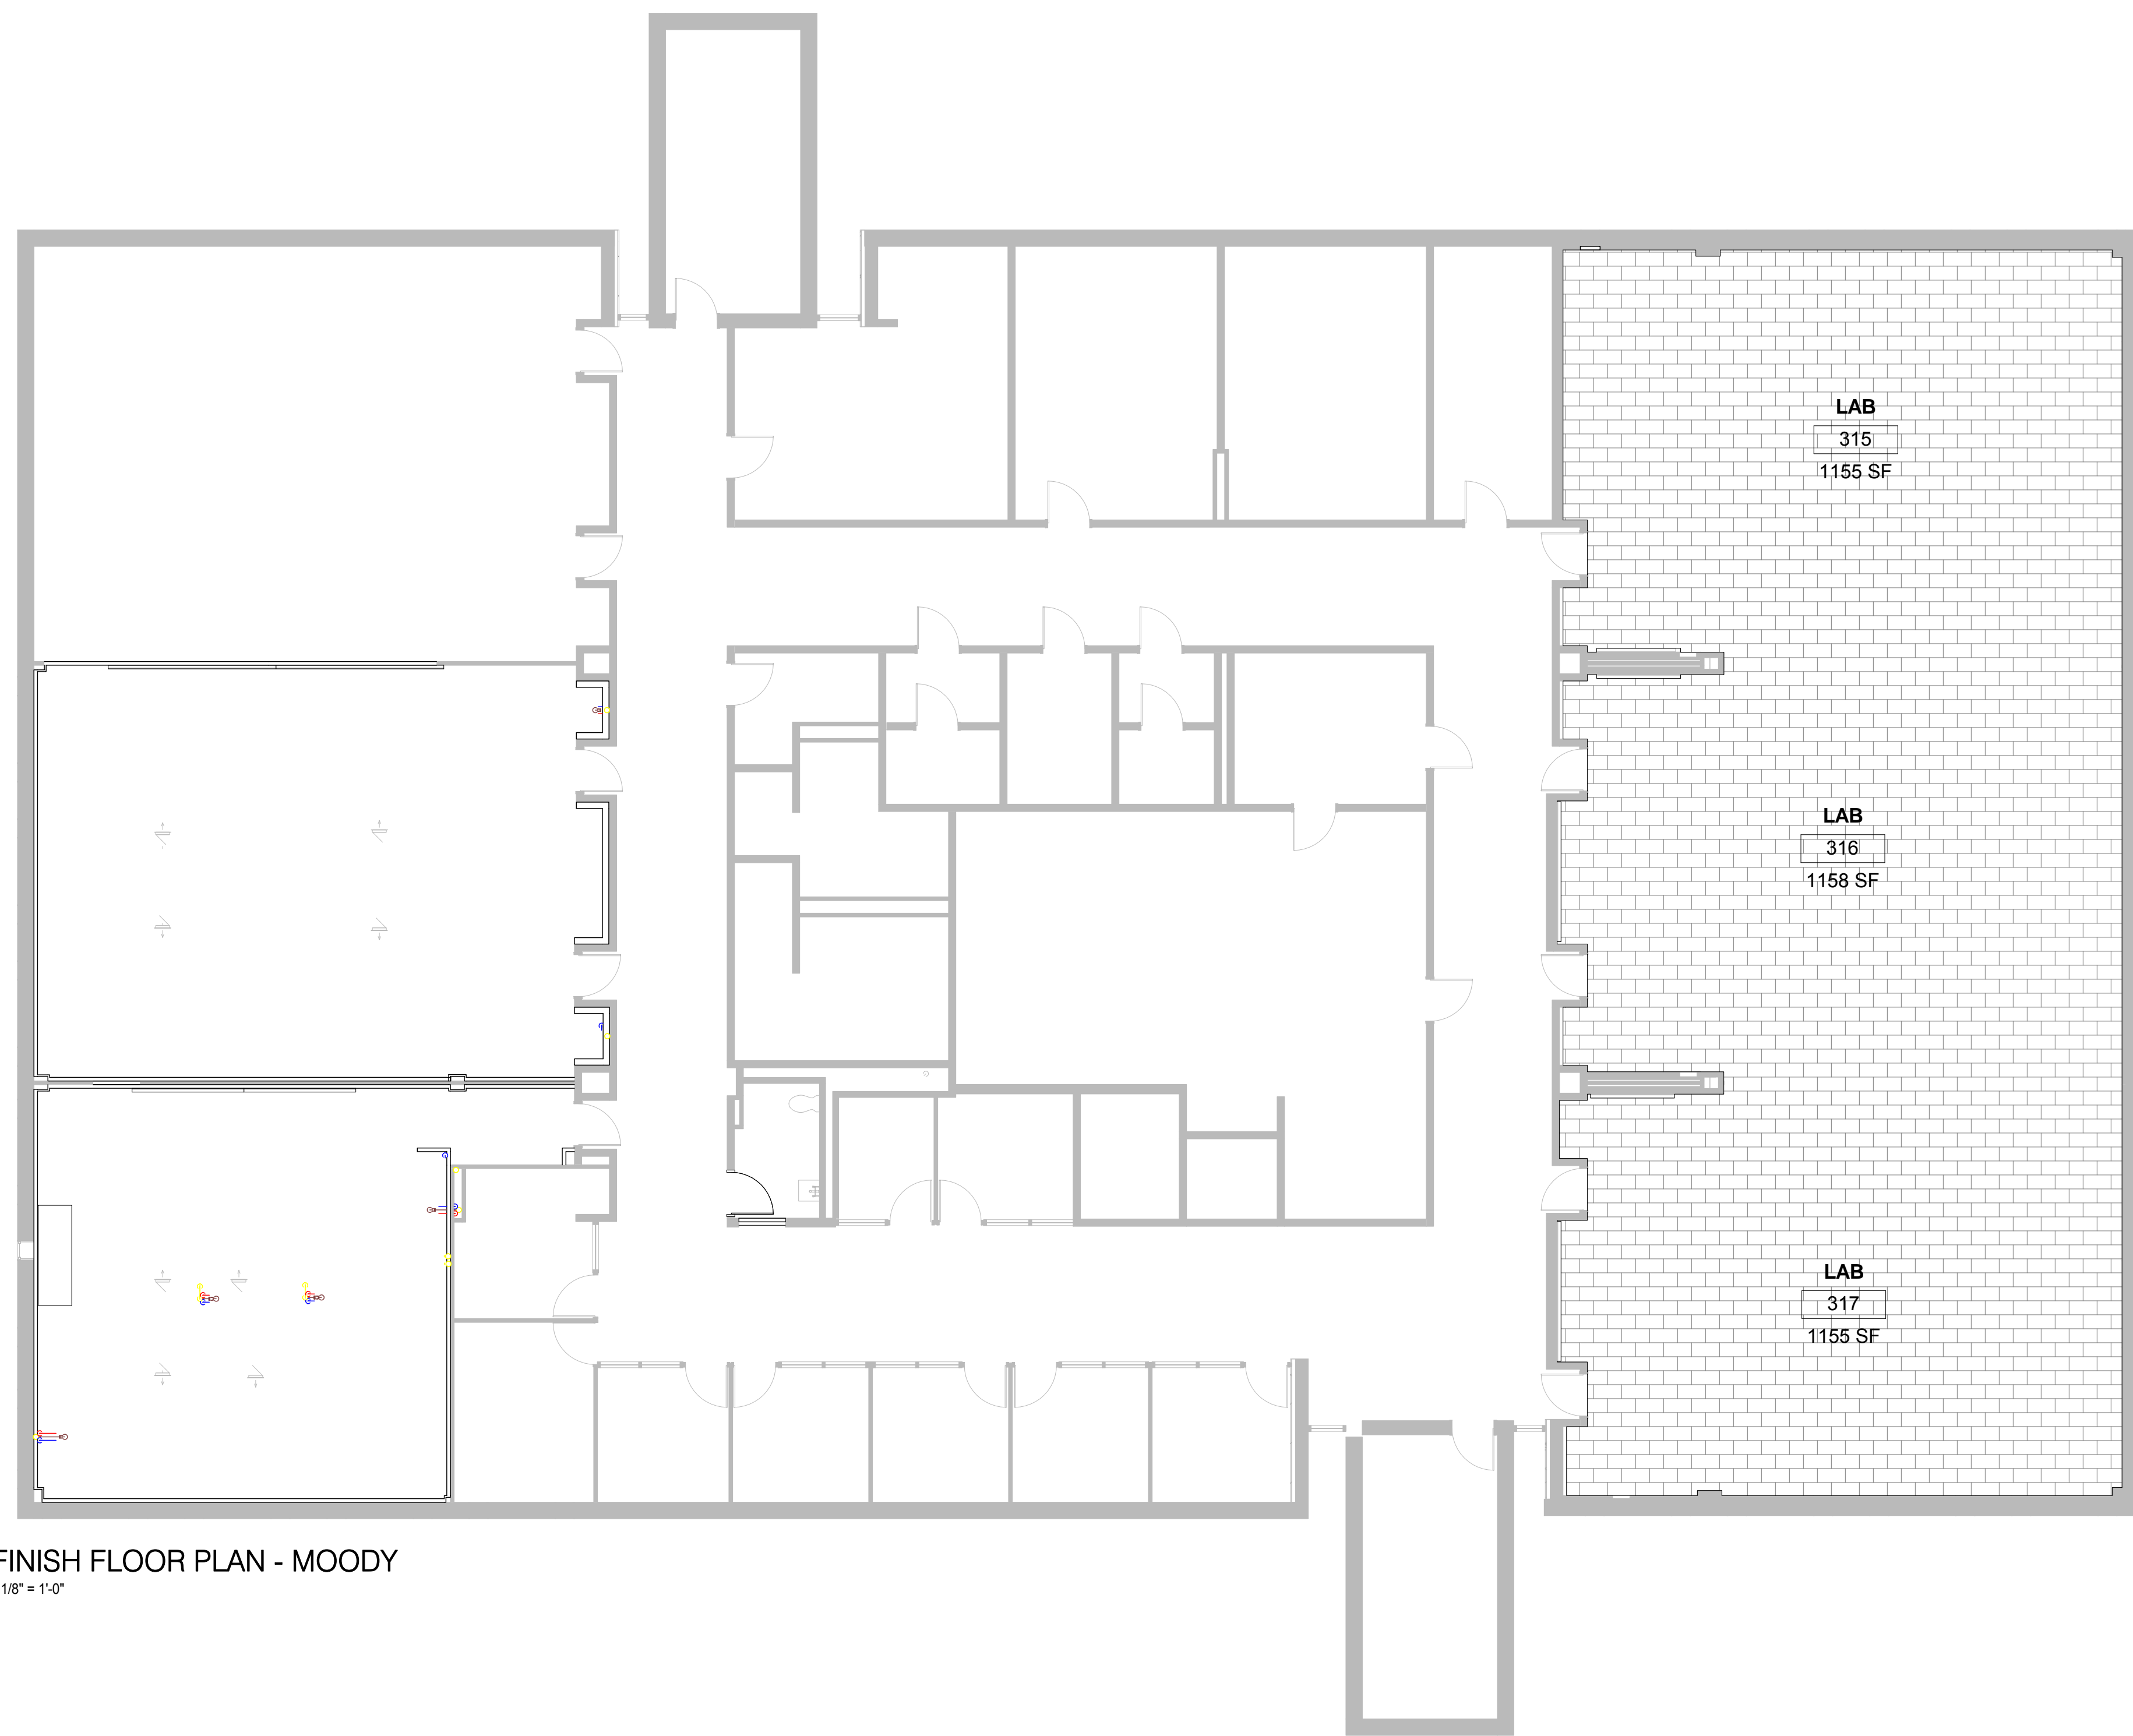 LAB
315
1155 SF
LAB
316
1158 SF
LAB
317
1155 SF
FINISH FLOOR PLAN - MOODY
1/8" = 1'-0"